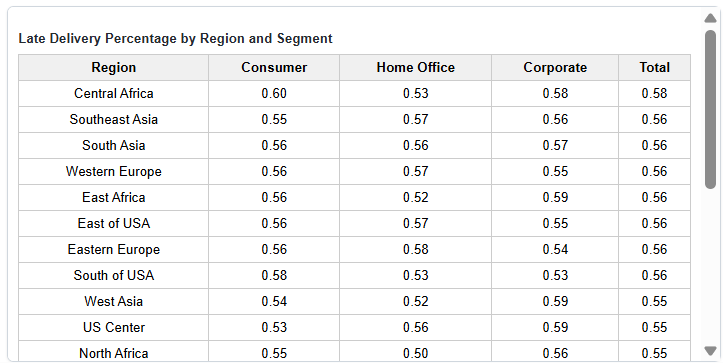 Late Delivery Percentage by Region and Segment
Region Consumer Home Office Corporate Total
Central Africa 0.60 0.53 0.58 0.58
Southeast Asia 0.55 0.57 0.56 0.56
South Asia 0.56 0.56 0.57 0.56
Western Europe 0.56 0.57 0.55 0.56
East Africa 0.56 0.52 0.59 0.56
East of USA 0.56 0.57 0.55 0.56
Eastern Europe 0.56 0.58 0.54 0.56
South of USA 0.58 0.53 0.53 0.56
West Asia 0.54 0.52 0.59 0.55
US Center 0.53 0.56 0.59 0.55
North Africa 0.55 0.50 0.56 0.55